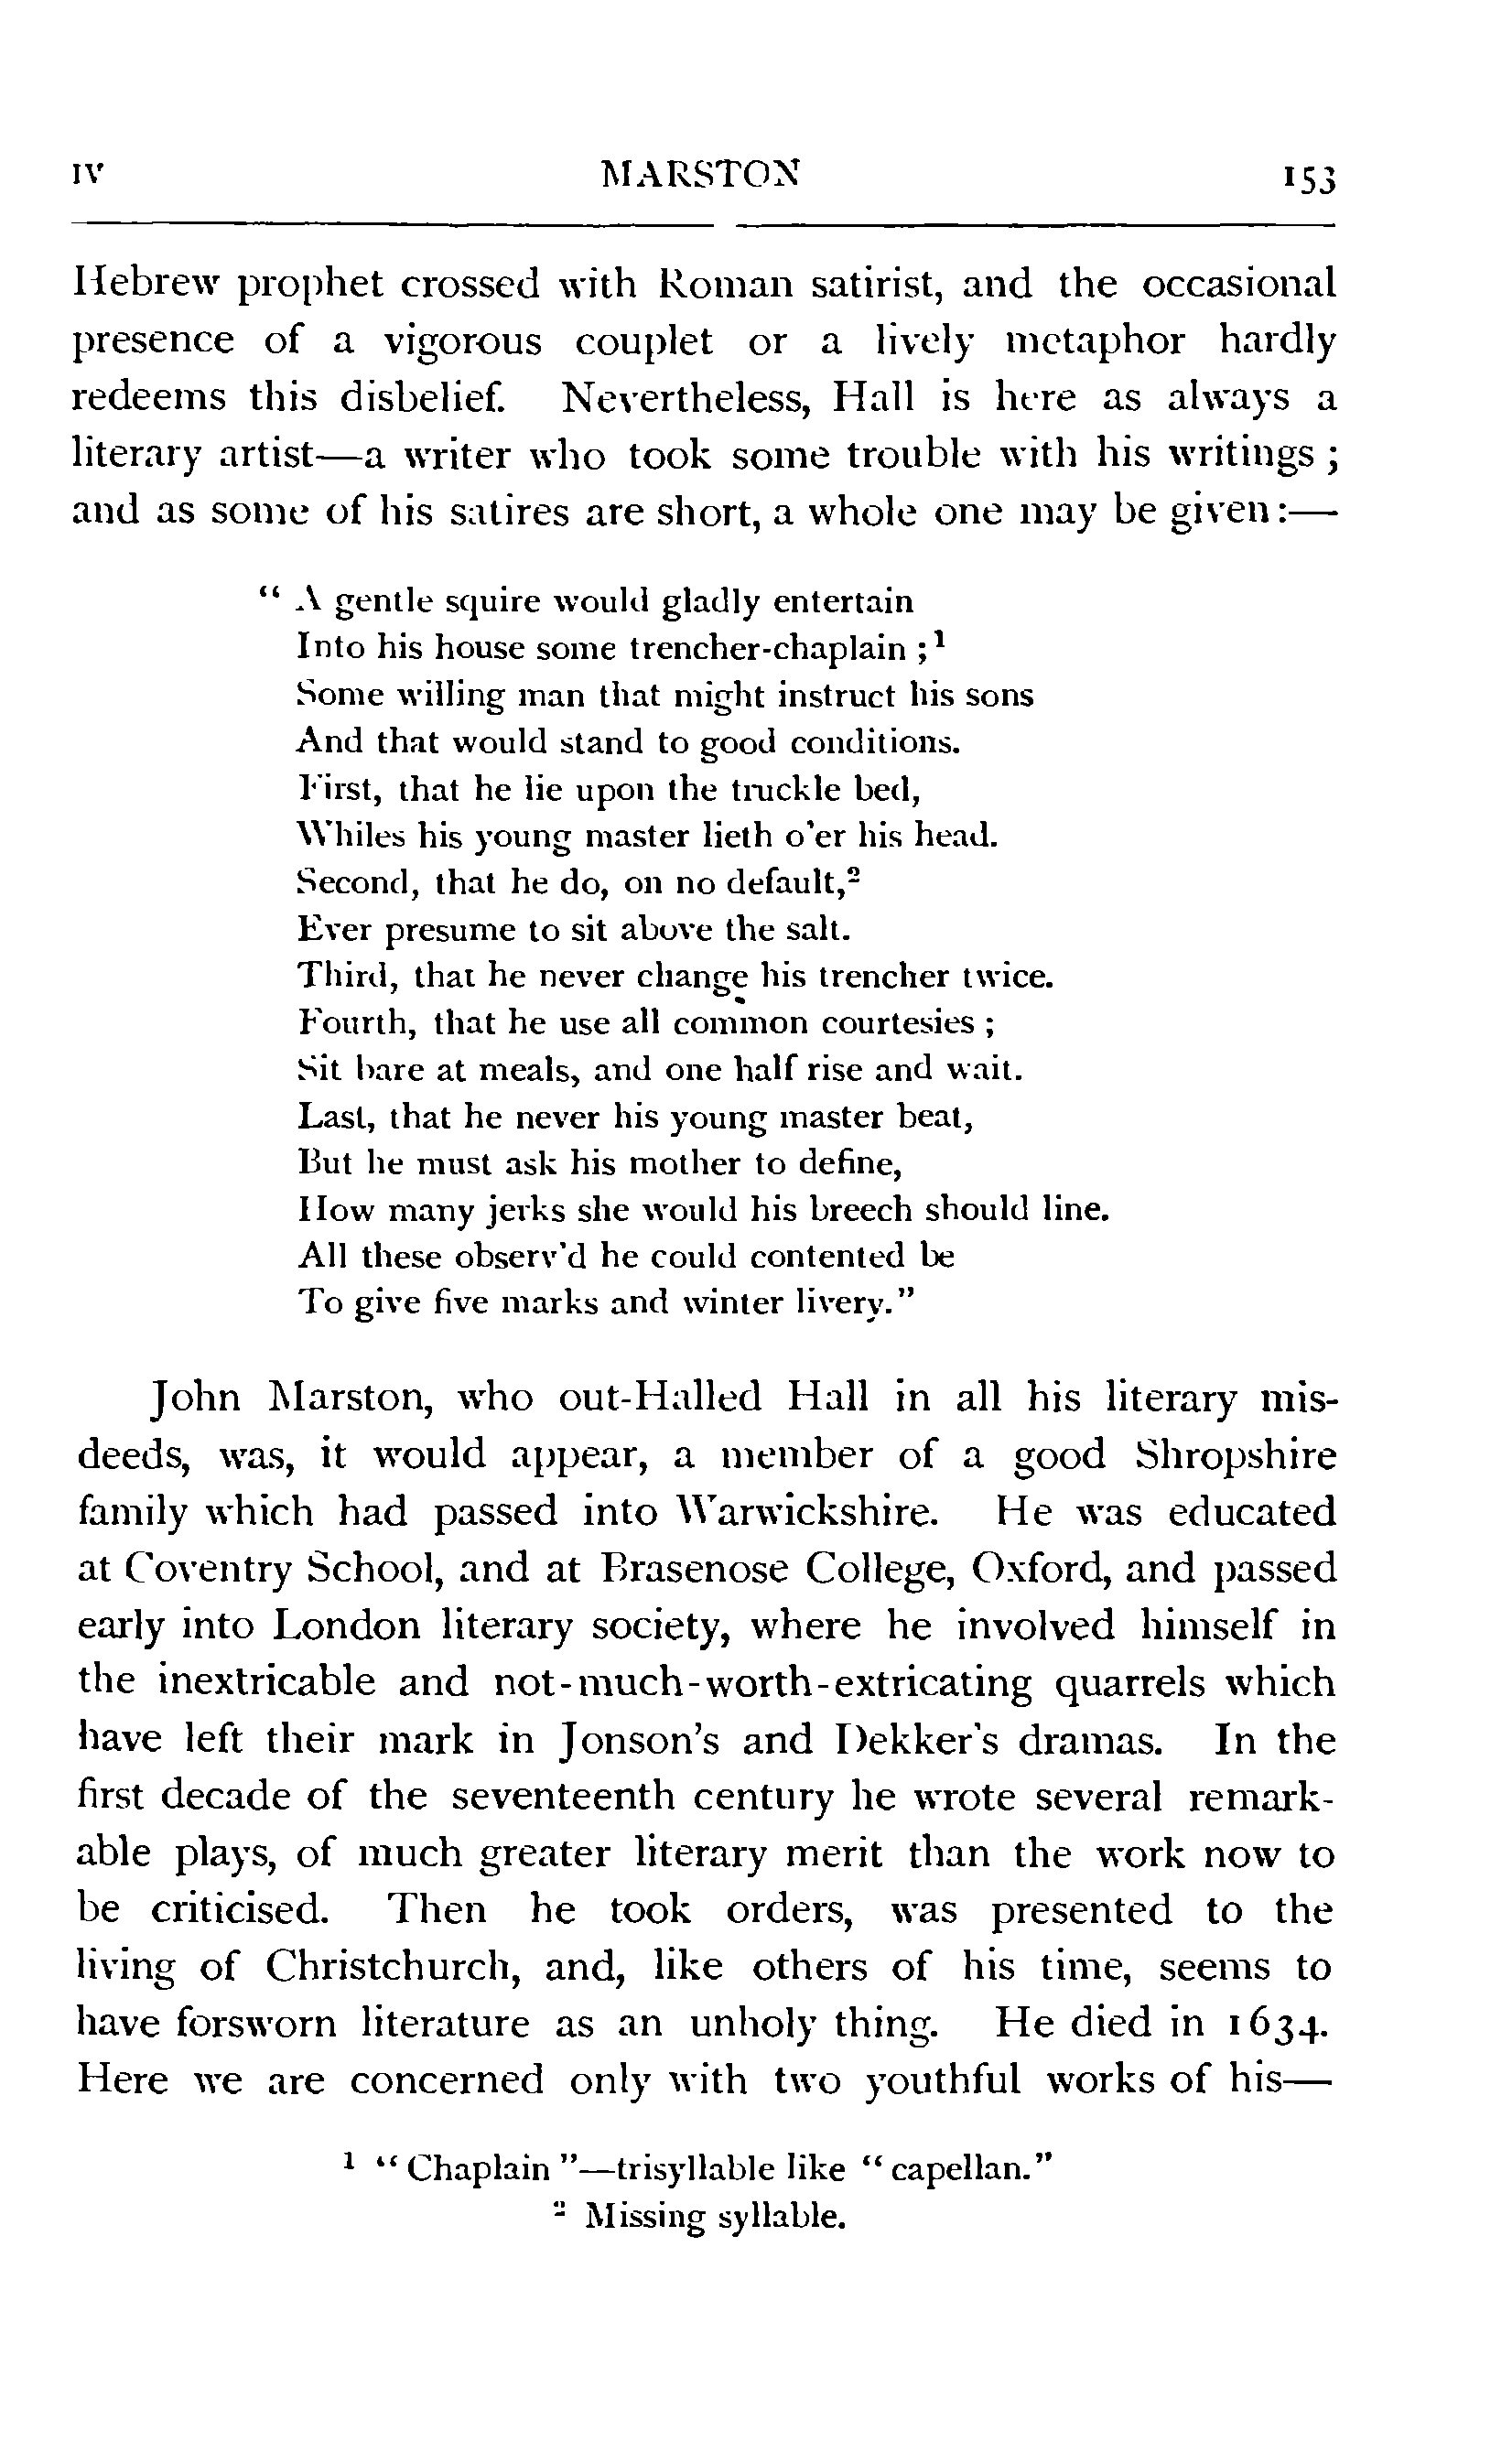 IV MARSTON 153
Hebrew prophet crossed with Roman satirist, and the occasional
presence of a vigorous couplet or a lively metaphor hardly
redeems this disbelief. Nevertheless, Hall is here as always a
literary artist—a writer who took some trouble with his writings ;
and as some of his satires are short, a whole one may be given :—
“ A gentle squire would gladly entertain
Into his house some trencher-chaplain ;¹
Some willing man that might instruct his sons
And that would stand to good conditions.
First, that he lie upon the truckle bed,
Whiles his young master lieth o’er his head.
Second, that he do, on no default,²
Ever presume to sit above the salt.
Third, that he never change his trencher twice.
Fourth, that he use all common courtesies ;
Sit bare at meals, and one half rise and wait.
Last, that he never his young master beat,
But he must ask his mother to define,
How many jerks she would his breech should line.
All these observ’d he could contented be
To give five marks and winter livery.”
John Marston, who out-Halled Hall in all his literary mis-
deeds, was, it would appear, a member of a good Shropshire
family which had passed into Warwickshire. He was educated
at Coventry School, and at Brasenose College, Oxford, and passed
early into London literary society, where he involved himself in
the inextricable and not-much-worth-extricating quarrels which
have left their mark in Jonson’s and Dekker’s dramas. In the
first decade of the seventeenth century he wrote several remark-
able plays, of much greater literary merit than the work now to
be criticised. Then he took orders, was presented to the
living of Christchurch, and, like others of his time, seems to
have forsworn literature as an unholy thing. He died in 1634.
Here we are concerned only with two youthful works of his—
¹ “ Chaplain ”—trisyllable like “ capellan.”
² Missing syllable.